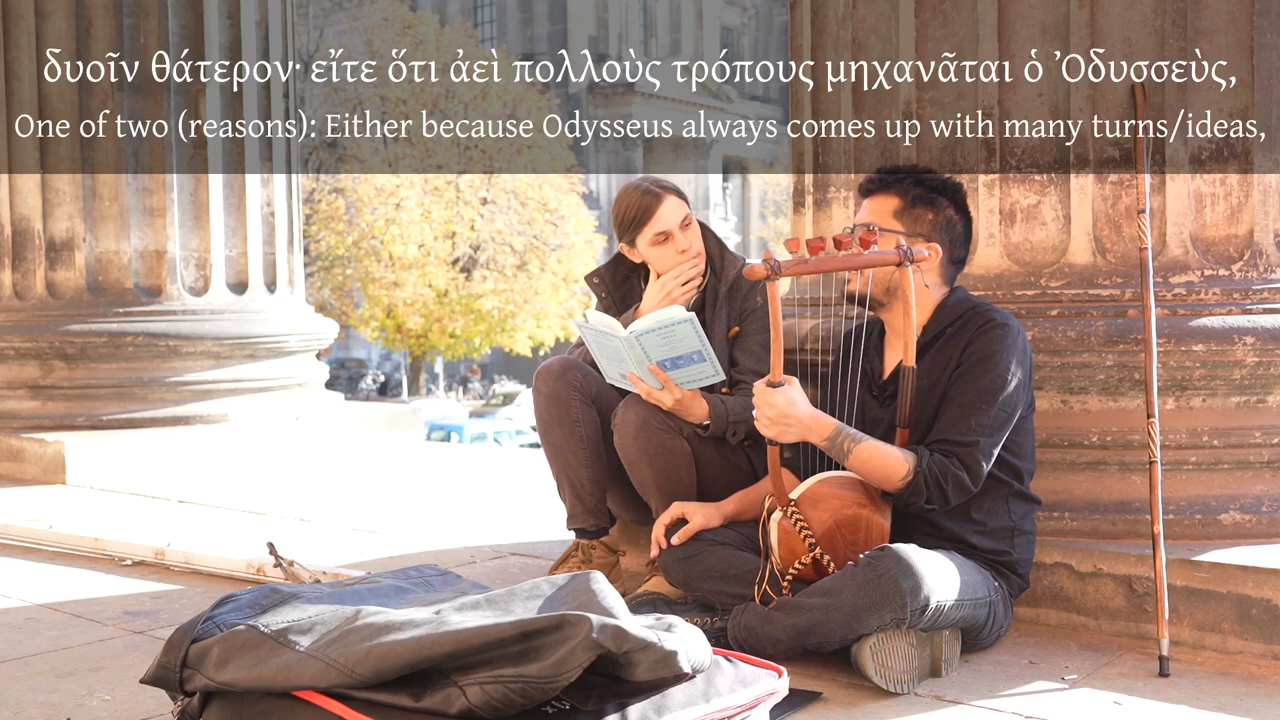 δυοῖν θάτερον· εἴτε ὅτι ἀεὶ πολλοὺς τρόπους μηχανᾶται ὁ Ὀδυσσεὺς,
One of two (reasons): Either because Odysseus always comes up with many turns/ideas,